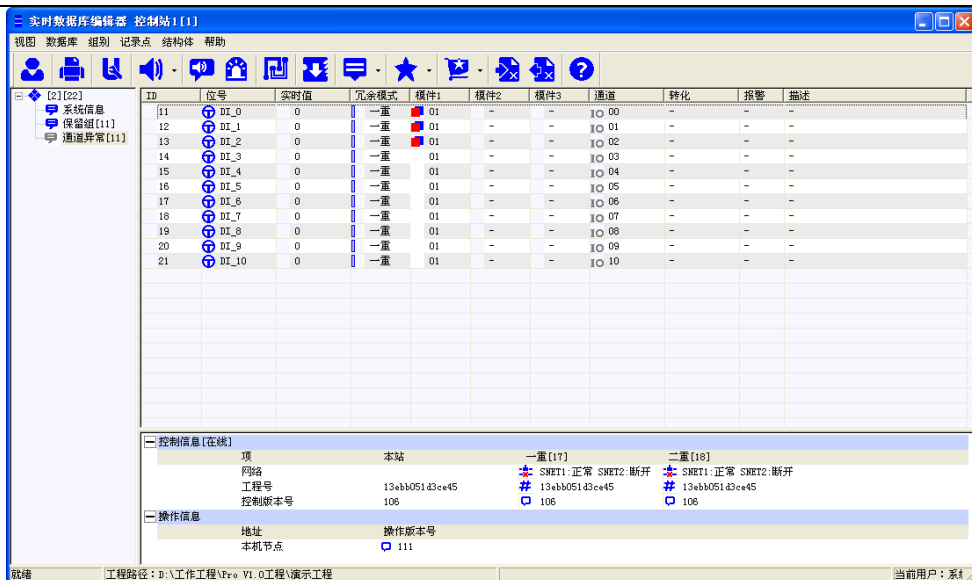 实时数据库编辑器 控制站1[1]
视图 数据库 组别 记录点 结构体 帮助
[2][22]
系统信息
保留组[11]
通道异常[11]
ID 位号 实时值 冗余模式 模件1 模件2 模件3 通道 转化 报警 描述
11 DI_0 0 一重 01 - - IO 00 - - -
12 DI_1 0 一重 01 - - IO 01 - - -
13 DI_2 0 一重 01 - - IO 02 - - -
14 DI_3 0 一重 01 - - IO 03 - - -
15 DI_4 0 一重 01 - - IO 04 - - -
16 DI_5 0 一重 01 - - IO 05 - - -
17 DI_6 0 一重 01 - - IO 06 - - -
18 DI_7 0 一重 01 - - IO 07 - - -
19 DI_8 0 一重 01 - - IO 08 - - -
20 DI_9 0 一重 01 - - IO 09 - - -
21 DI_10 0 一重 01 - - IO 10 - - -
控制信息[在线]
项 本站 一重[17] 二重[18]
网络 SNET1:正常 SNET2:断开 SNET1:正常 SNET2:断开
工程号 13ebb051d3ce45 # 13ebb051d3ce45 # 13ebb051d3ce45
控制版本号 106 106 106
操作信息
地址 操作版本号
本机节点 111
就绪 工程路径:D:\工作工程\Pro V1.0工程\演示工程 当前用户:系